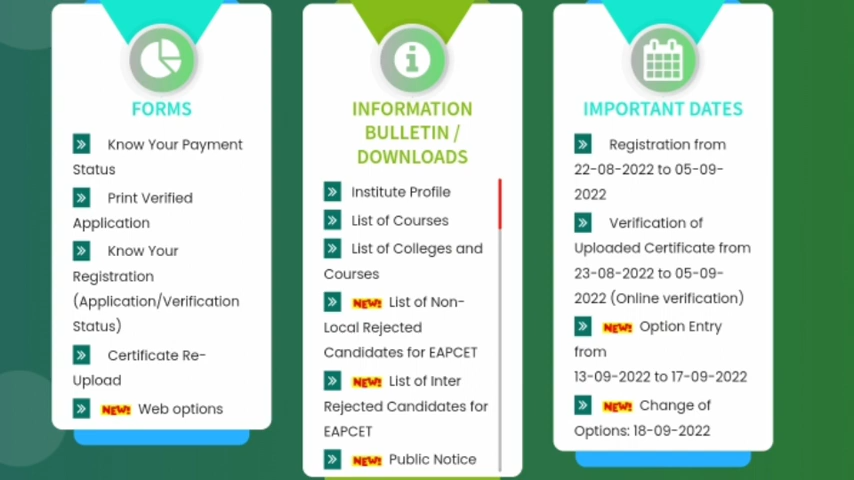 FORMS
Know Your Payment
Status
Print Verified
Application
Know Your
Registration
(Application/Verification
Status)
Certificate Re-
Upload
NEW! Web options
INFORMATION
BULLETIN /
DOWNLOADS
Institute Profile
List of Courses
List of Colleges and
Courses
NEW! List of Non-
Local Rejected
Candidates for EAPCET
NEW! List of Inter
Rejected Candidates for
EAPCET
NEW! Public Notice
IMPORTANT DATES
Registration from
22-08-2022 to 05-09-
2022
Verification of
Uploaded Certificate from
23-08-2022 to 05-09-
2022 (Online verification)
NEW! Option Entry
from
13-09-2022 to 17-09-2022
NEW! Change of
Options: 18-09-2022